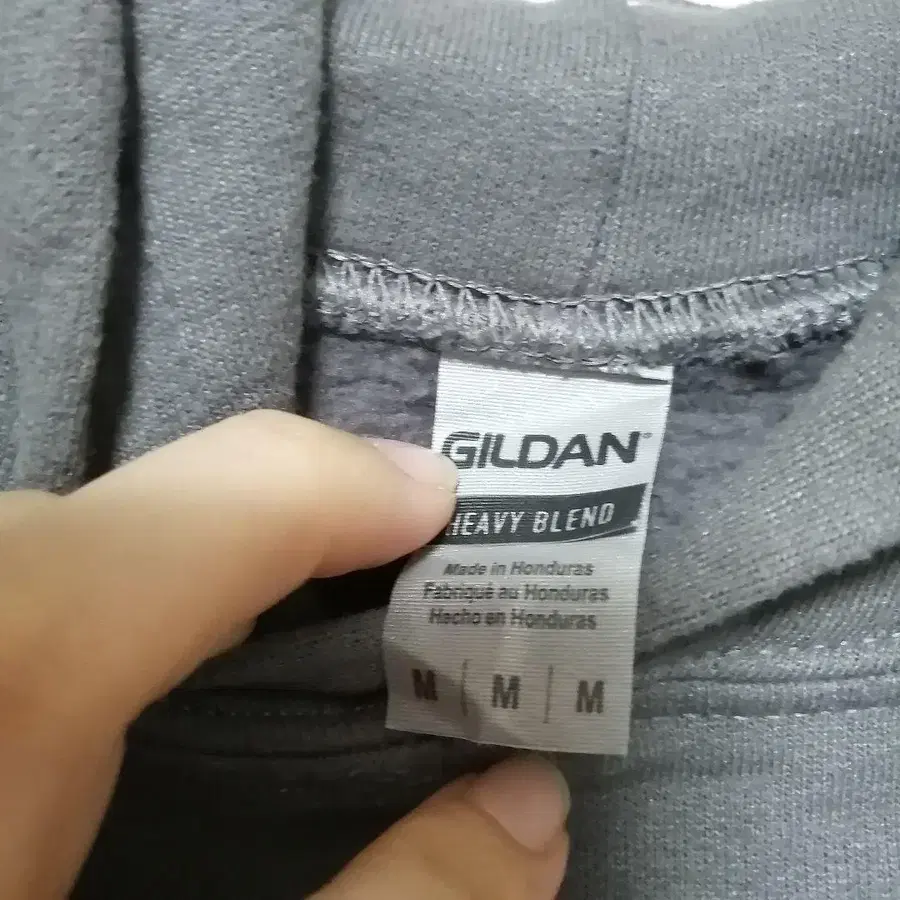 GILDAN
HEAVY BLEND
Made in Honduras
Fabriqué au Honduras
Hecho en Honduras
M | M | M